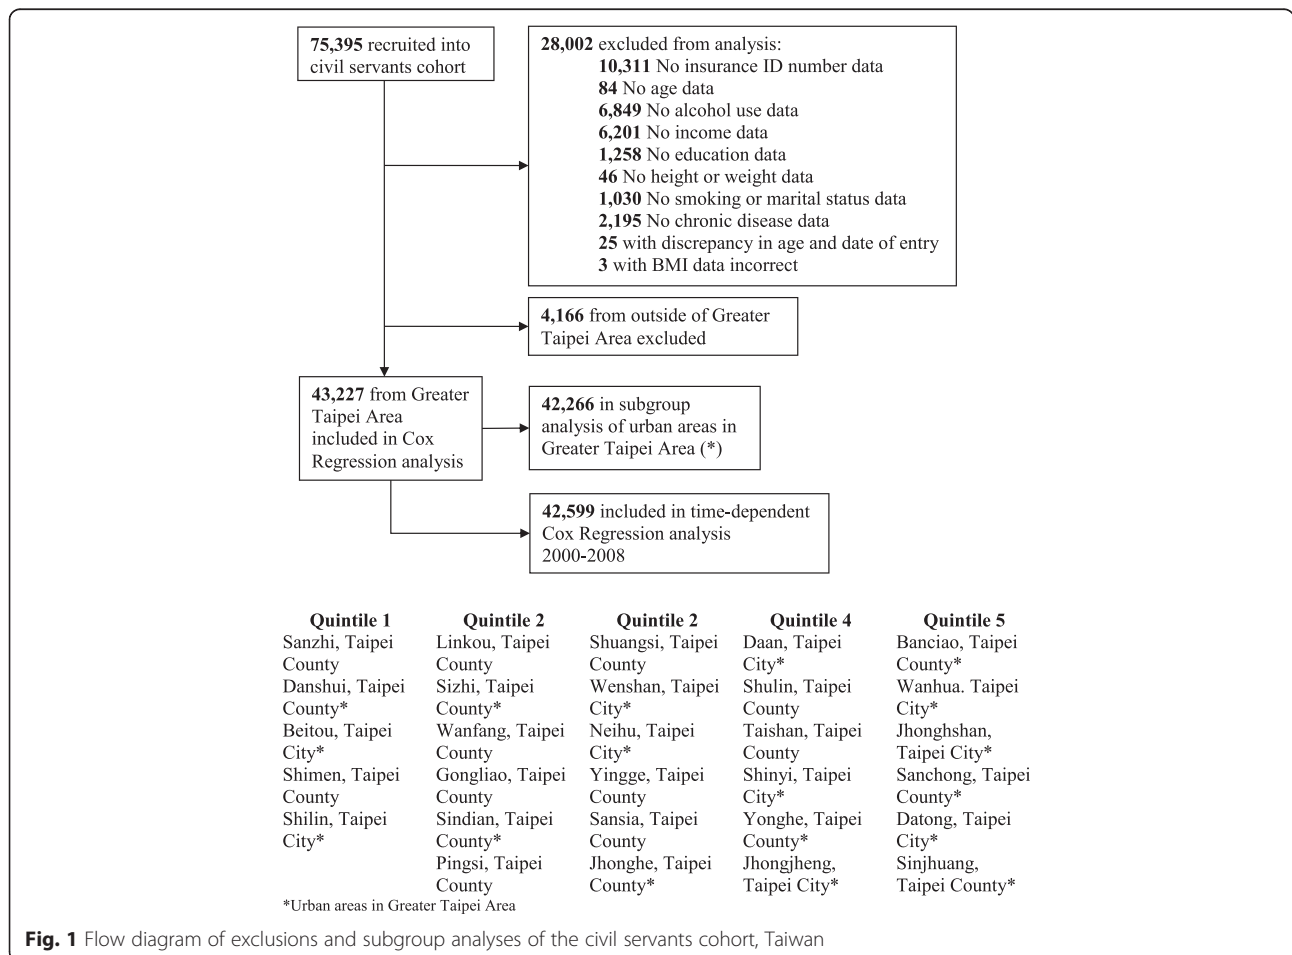 75,395 recruited into
civil servants cohort
28,002 excluded from analysis:
10,311 No insurance ID number data
84 No age data
6,849 No alcohol use data
6,201 No income data
1,258 No education data
46 No height or weight data
1,030 No smoking or marital status data
2,195 No chronic disease data
25 with discrepancy in age and date of entry
3 with BMI data incorrect
4,166 from outside of Greater
Taipei Area excluded
43,227 from Greater
Taipei Area
included in Cox
Regression analysis
42,266 in subgroup
analysis of urban areas in
Greater Taipei Area (*)
42,599 included in time-dependent
Cox Regression analysis
2000-2008
Quintile 1
Sanzhi, Taipei
County
Danshui, Taipei
County*
Beitou, Taipei
City*
Shimen, Taipei
County
Shilin, Taipei
City*
Quintile 2
Linkou, Taipei
County
Sizhi, Taipei
County*
Wanfang, Taipei
County
Gongliao, Taipei
County
Sindian, Taipei
County*
Pingsi, Taipei
County
Quintile 2
Shuangsi, Taipei
County
Wenshan, Taipei
City*
Neihu, Taipei
City*
Yingge, Taipei
County
Sansia, Taipei
County
Jhonghe, Taipei
County*
Quintile 4
Daan, Taipei
City*
Shulin, Taipei
County
Taishan, Taipei
County
Shinyi, Taipei
City*
Yonghe, Taipei
County*
Jhongjheng,
Taipei City*
Quintile 5
Banciao, Taipei
County*
Wanhua. Taipei
City*
Jhonghshan,
Taipei City*
Sanchong, Taipei
County*
Datong, Taipei
City*
Sinjhuang,
Taipei County*
*Urban areas in Greater Taipei Area
Fig. 1 Flow diagram of exclusions and subgroup analyses of the civil servants cohort, Taiwan